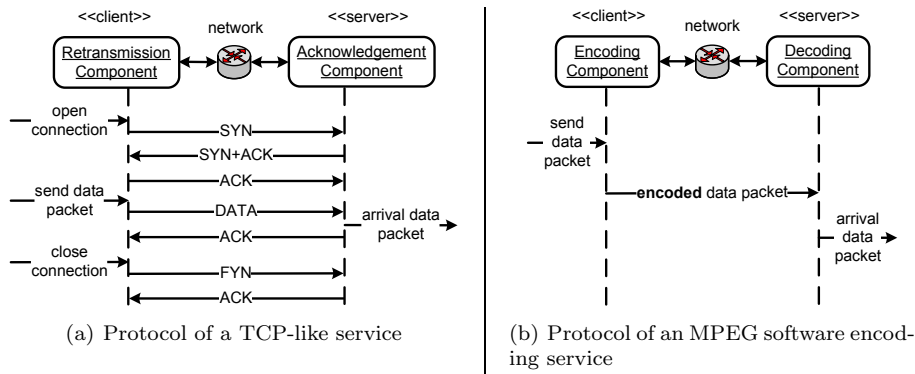 <<client>>
<<server>>
network
Retransmission
Component
Acknowledgement
Component
open
connection
SYN
SYN+ACK
ACK
send data
packet
DATA
arrival data
packet
ACK
close
connection
FYN
ACK
(a) Protocol of a TCP-like service
<<client>>
<<server>>
network
Encoding
Component
Decoding
Component
send
data
packet
encoded data packet
arrival
data
packet
(b) Protocol of an MPEG software encod-
ing service